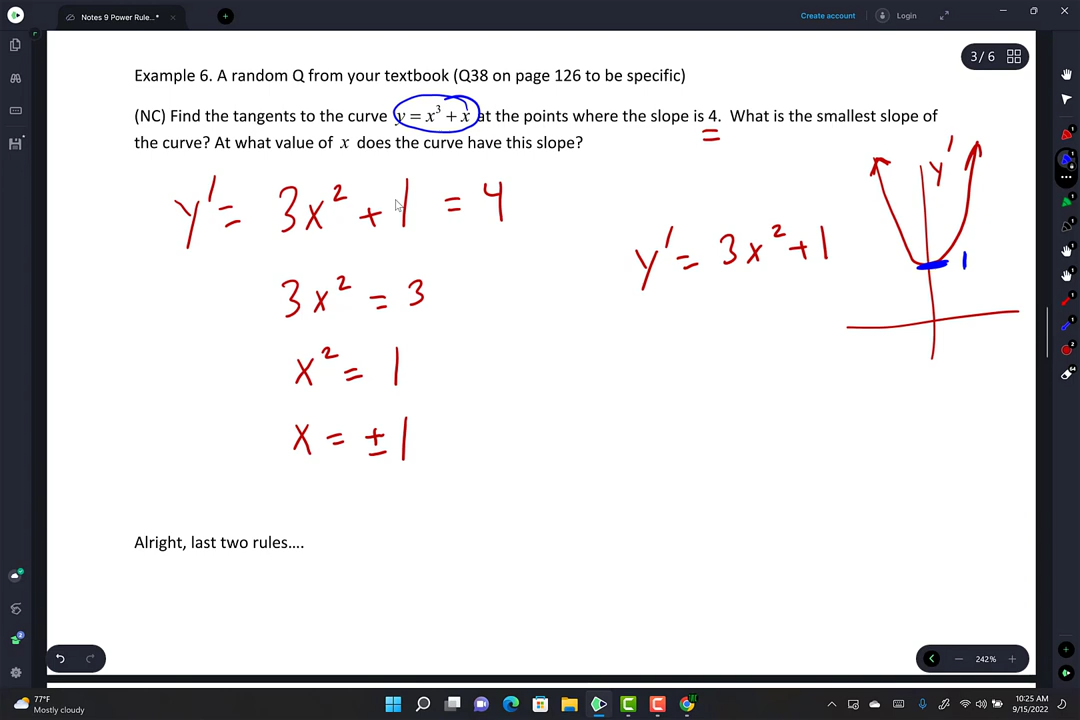 Notes 9 Power Rule...*
Create account
Login
3 / 6
Example 6. A random Q from your textbook (Q38 on page 126 to be specific)
(NC) Find the tangents to the curve y = x³ + x at the points where the slope is 4. What is the smallest slope of
the curve? At what value of x does the curve have this slope?
y' = 3x² + 1 = 4
3x² = 3
x² = 1
x = ± 1
y' = 3x² + 1
y'
1
Alright, last two rules....
242%
77°F
Mostly cloudy
10:25 AM
9/15/2022